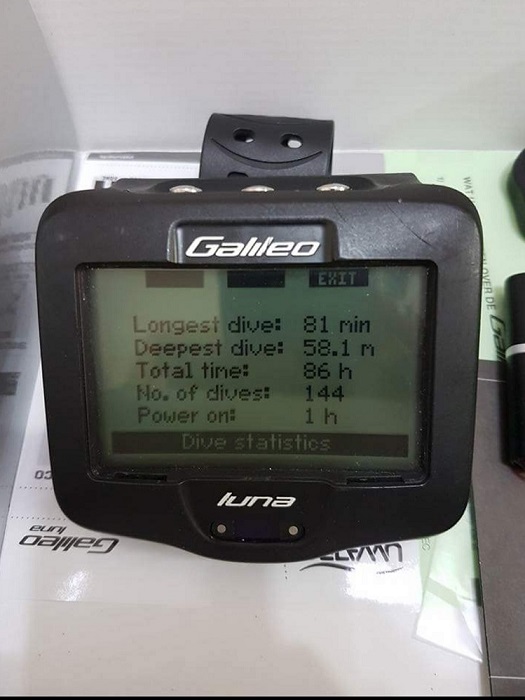 Galileo
EXIT
Longest dive: 81 min
Deepest dive: 58.1 m
Total time: 86 h
No. of dives: 144
Power on: 1 h
Dive statistics
luna
Galileo
luna